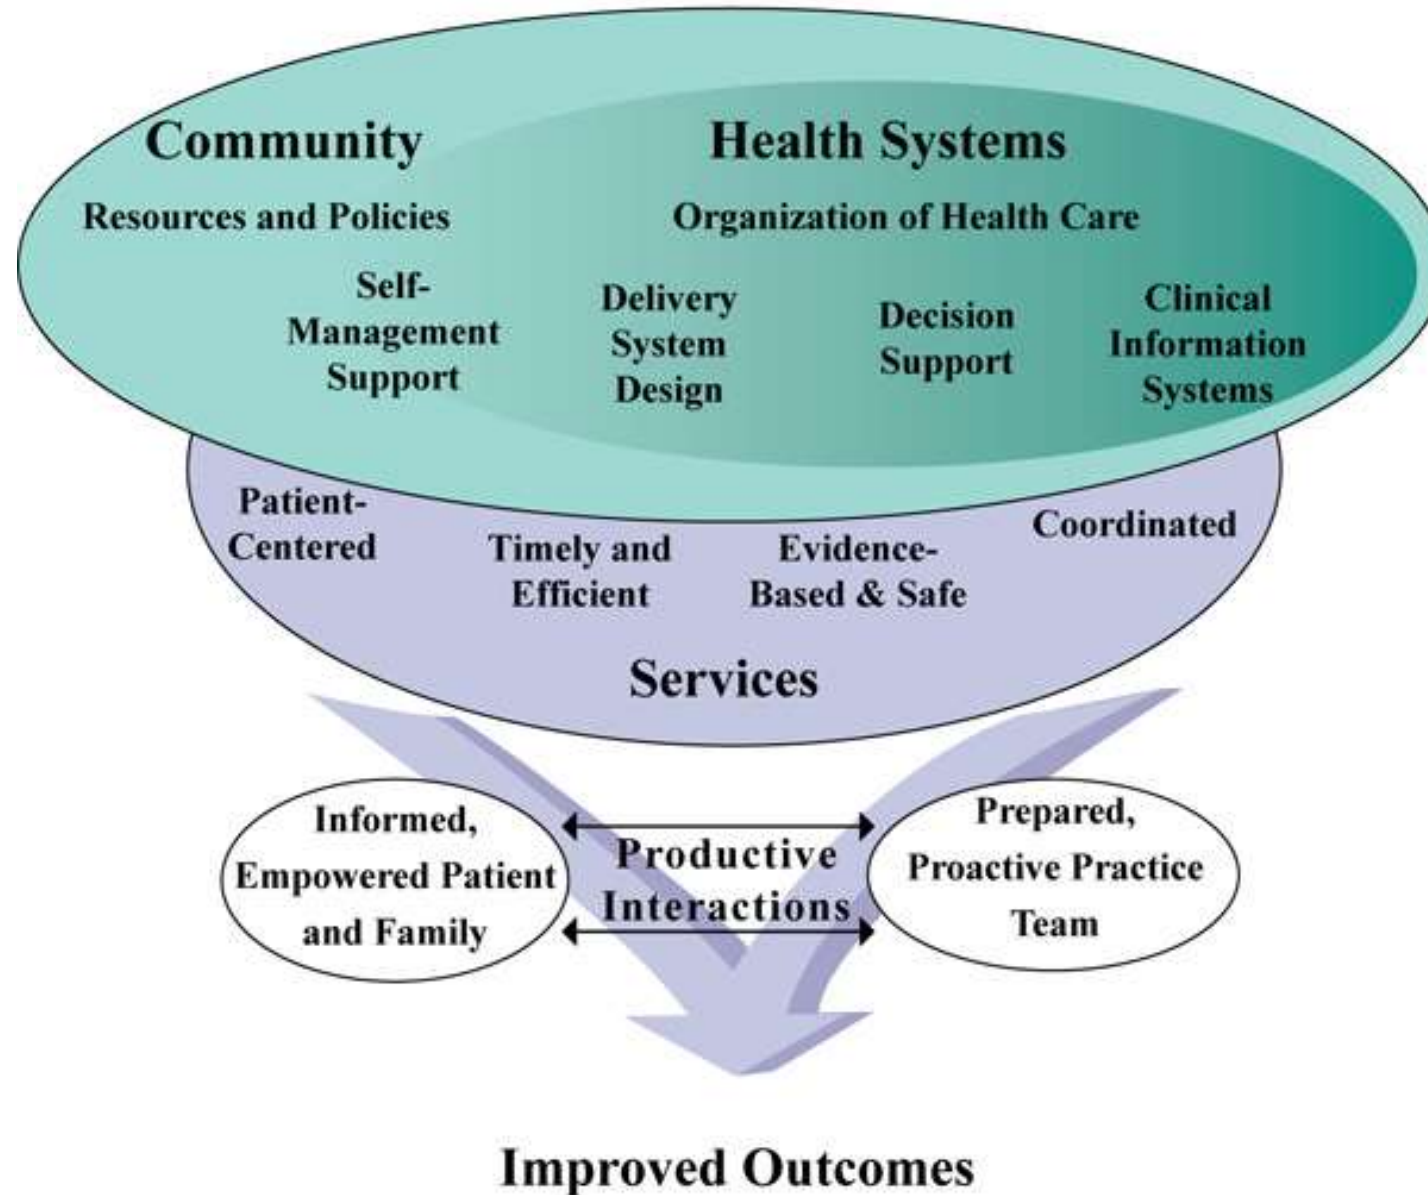 Community
Health Systems
Resources and Policies
Organization of Health Care
Self-
Management
Support
Delivery
System
Design
Decision
Support
Clinical
Information
Systems
Patient-
Centered
Timely and
Efficient
Evidence-
Based & Safe
Coordinated
Services
Informed,
Empowered Patient
and Family
Productive
Interactions
Prepared,
Proactive Practice
Team
Improved Outcomes